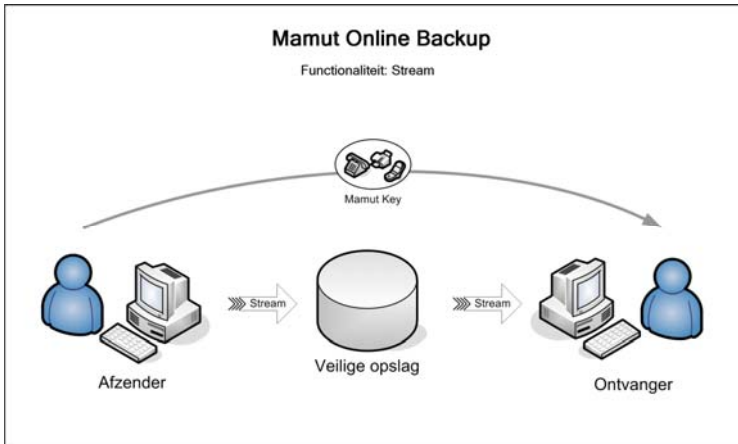 Mamut Online Backup
Functionaliteit: Stream
Mamut Key
Stream
Stream
Afzender
Veilige opslag
Ontvanger